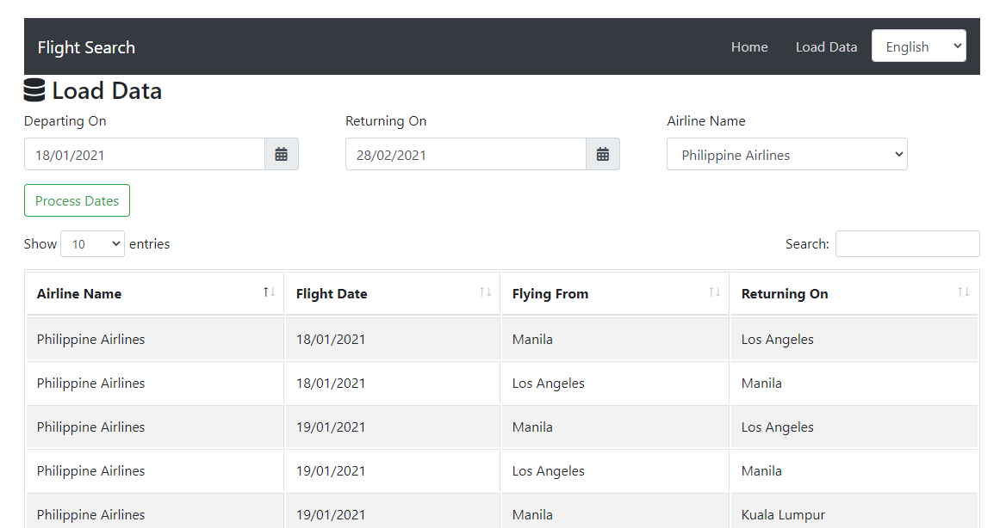 Flight Search Home Load Data English
Load Data
Departing On Returning On Airline Name
18/01/2021 28/02/2021 Philippine Airlines
Process Dates
Show 10 entries Search:
Airline Name Flight Date Flying From Returning On
Philippine Airlines 18/01/2021 Manila Los Angeles
Philippine Airlines 18/01/2021 Los Angeles Manila
Philippine Airlines 19/01/2021 Manila Los Angeles
Philippine Airlines 19/01/2021 Los Angeles Manila
Philippine Airlines 19/01/2021 Manila Kuala Lumpur